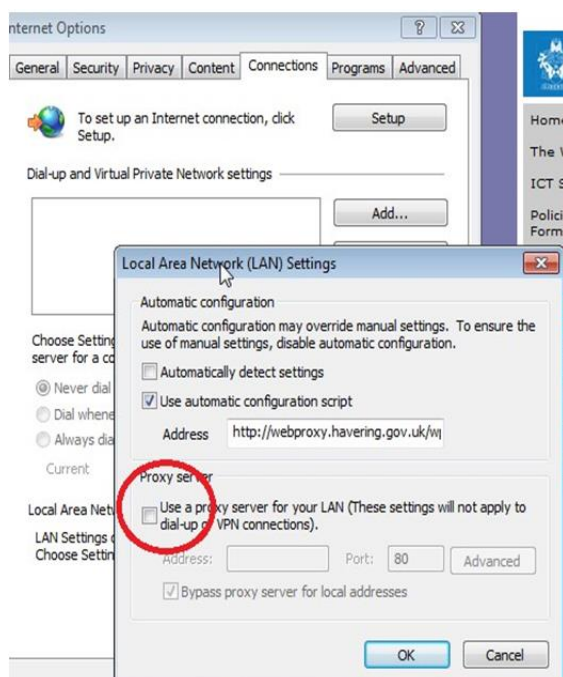 Internet Options
General Security Privacy Content Connections Programs Advanced
To set up an Internet connection, click
Setup.
Setup
Dial-up and Virtual Private Network settings
Add...
Local Area Network (LAN) Settings
Automatic configuration
Automatic configuration may override manual settings. To ensure the
use of manual settings, disable automatic configuration.
Automatically detect settings
Use automatic configuration script
Address http://webproxy.havering.gov.uk/
Proxy server
Use a proxy server for your LAN (These settings will not apply to
dial-up or VPN connections).
Address: Port: 80 Advanced
Bypass proxy server for local addresses
OK Cancel
Choose Setting
server for a
Never dial
Dial
Always
Current
Local Area
LAN Settings
Choose Settin
Home
The
ICT
Polici
Form